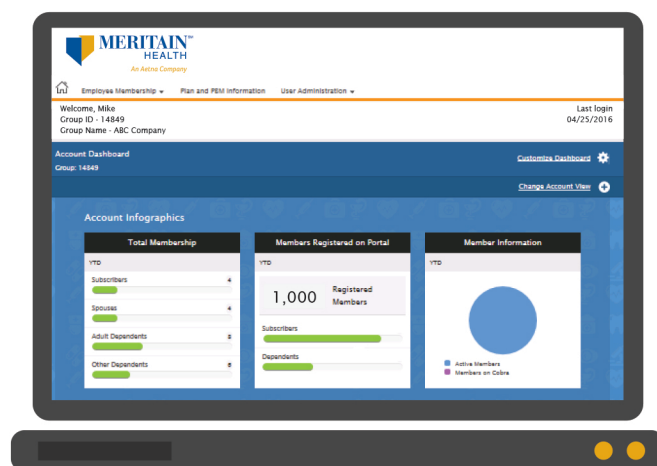 MERITAIN™
HEALTH
An Aetna Company
Employee Membership Plan and PBM Information User Administration
Welcome, Mike
Group ID - 14849
Group Name - ABC Company
Last login
04/25/2016
Account Dashboard
Group: 14849
Customize Dashboard
Change Account View
Account Infographics
Total Membership
YTD
Subscribers 4
Spouses 4
Adult Dependents
Other Dependents
Members Registered on Portal
YTD
1,000 Registered
Members
Subscribers
Dependents
Member Information
YTD
Active Members
Members on Cobra